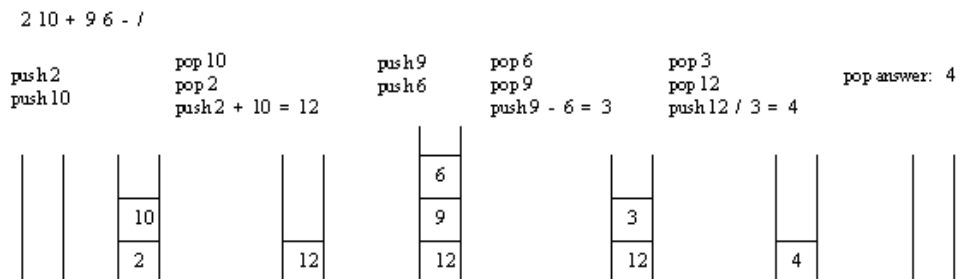 2 10 + 9 6 - /
push 2
push 10
pop 10
pop 2
push 2 + 10 = 12
push 9
push 6
pop 6
pop 9
push 9 - 6 = 3
pop 3
pop 12
push 12 / 3 = 4
pop answer: 4
10
2
12
6
9
12
3
12
4